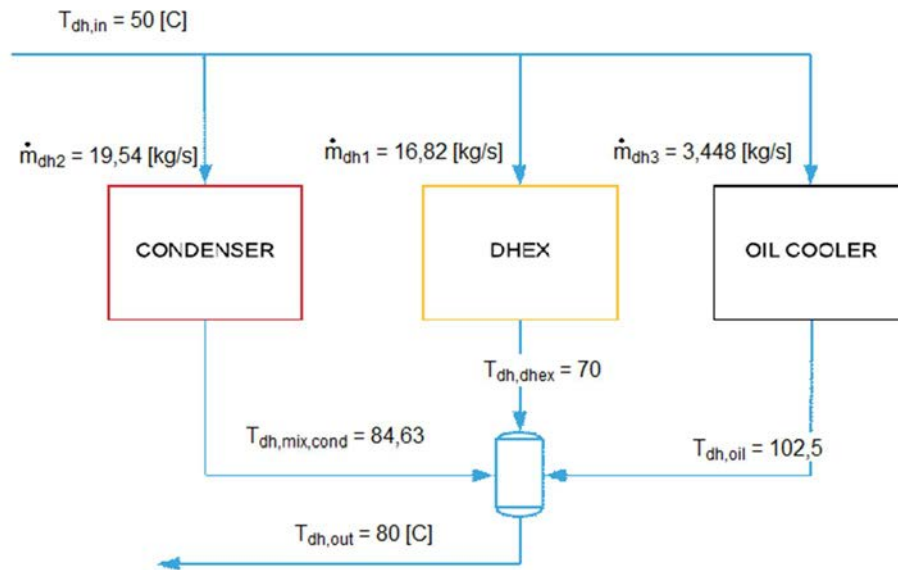 T_dh,in = 50 [C]
ṁ_dh2 = 19,54 [kg/s]
ṁ_dh1 = 16,82 [kg/s]
ṁ_dh3 = 3,448 [kg/s]
CONDENSER
DHEX
OIL COOLER
T_dh,dhex = 70
T_dh,mix,cond = 84,63
T_dh,oil = 102,5
T_dh,out = 80 [C]